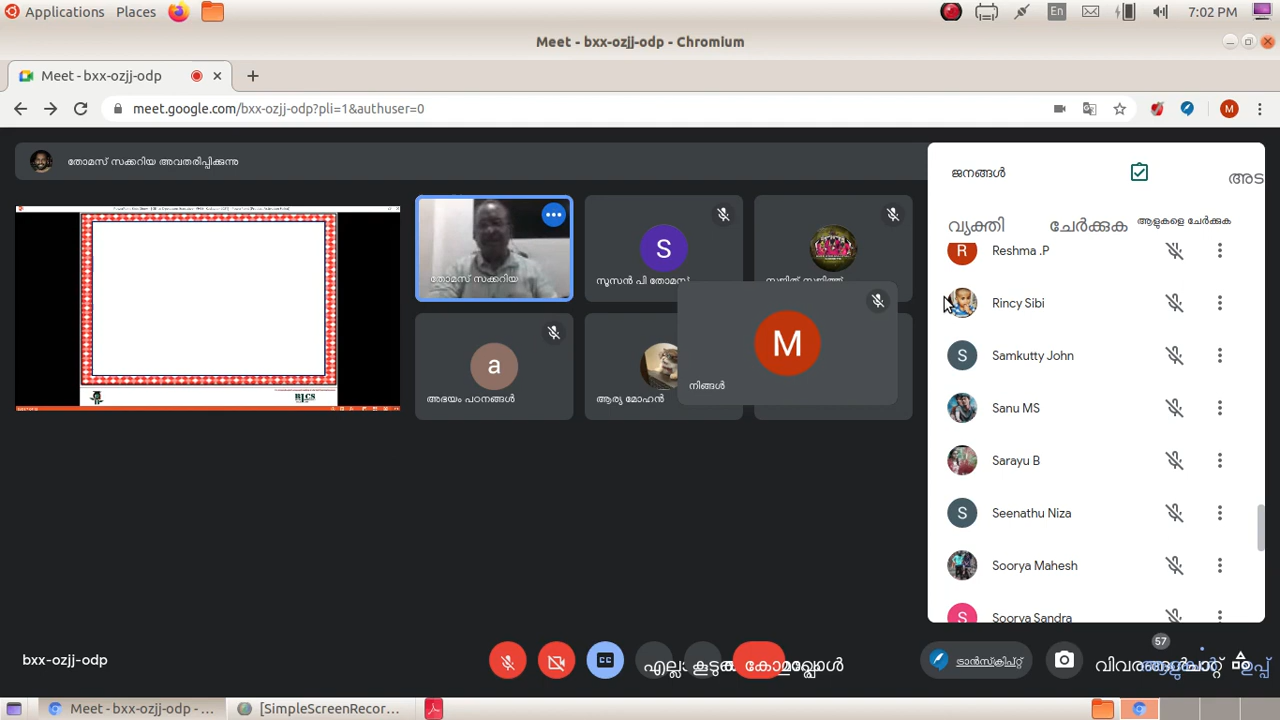 Applications Places En 7:02 PM
Meet - bxx-ozjj-odp - Chromium
Meet - bxx-ozjj-odp
meet.google.com/bxx-ozjj-odp?pli=1&authuser=0 M
തോമസ് സക്കറിയ അവതരിപ്പിക്കുന്നു
ജനങ്ങൾ
വ്യക്തി ചേർക്കുക ആളുകളെ ചേർക്കുക
തോമസ് സക്കറിയ
S
സൂസൻ പി തോമസ്
a
അഭയം പഠനങ്ങൾ
ആര്യ മോഹൻ
M
നിങ്ങൾ
R Reshma .P
Rincy Sibi
S Samkutty John
Sanu MS
Sarayu B
S Seenathu Niza
Soorya Mahesh
S Soorya Sandra
bxx-ozjj-odp
ട്രാൻസ്ക്രിപ്റ്റ്
57
Meet - bxx-ozjj-odp - ...
[SimpleScreenRecor...